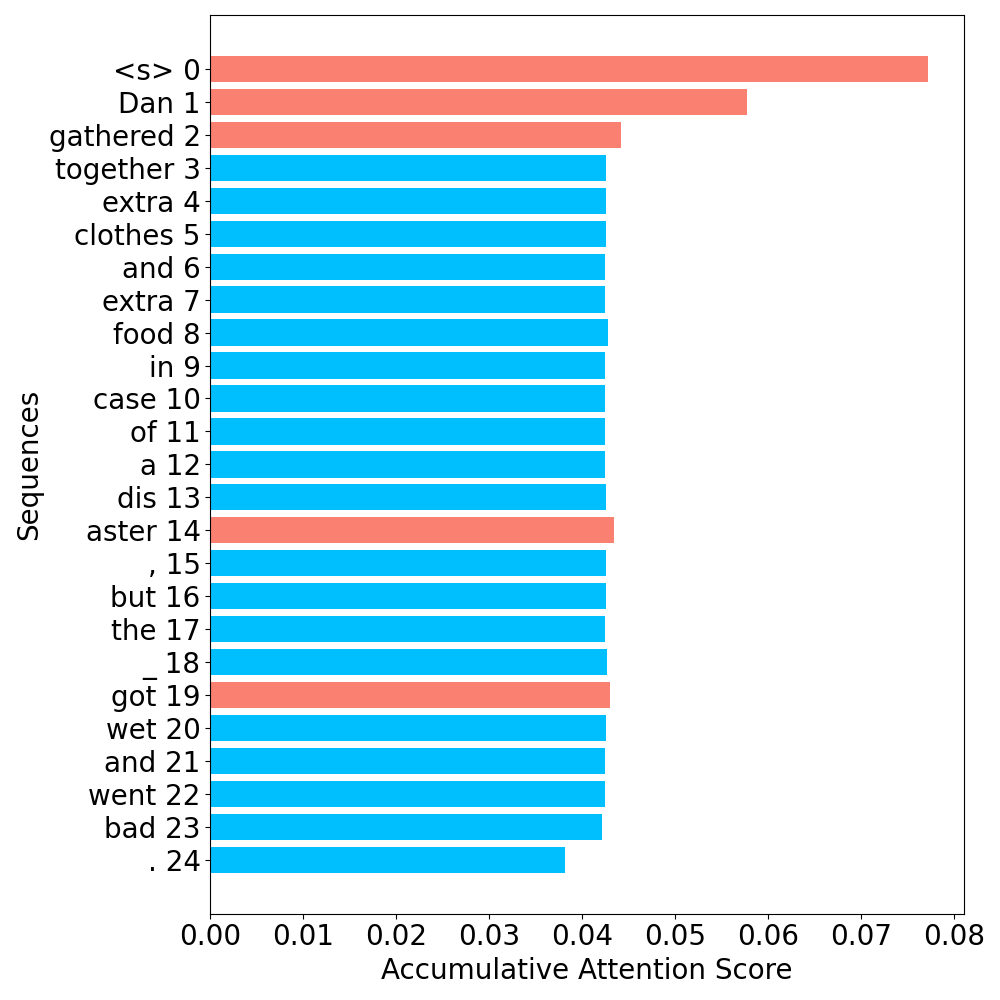 Sequences
<s> 0
Dan 1
gathered 2
together 3
extra 4
clothes 5
and 6
extra 7
food 8
in 9
case 10
of 11
a 12
dis 13
aster 14
, 15
but 16
the 17
_ 18
got 19
wet 20
and 21
went 22
bad 23
. 24
0.00 0.01 0.02 0.03 0.04 0.05 0.06 0.07 0.08
Accumulative Attention Score